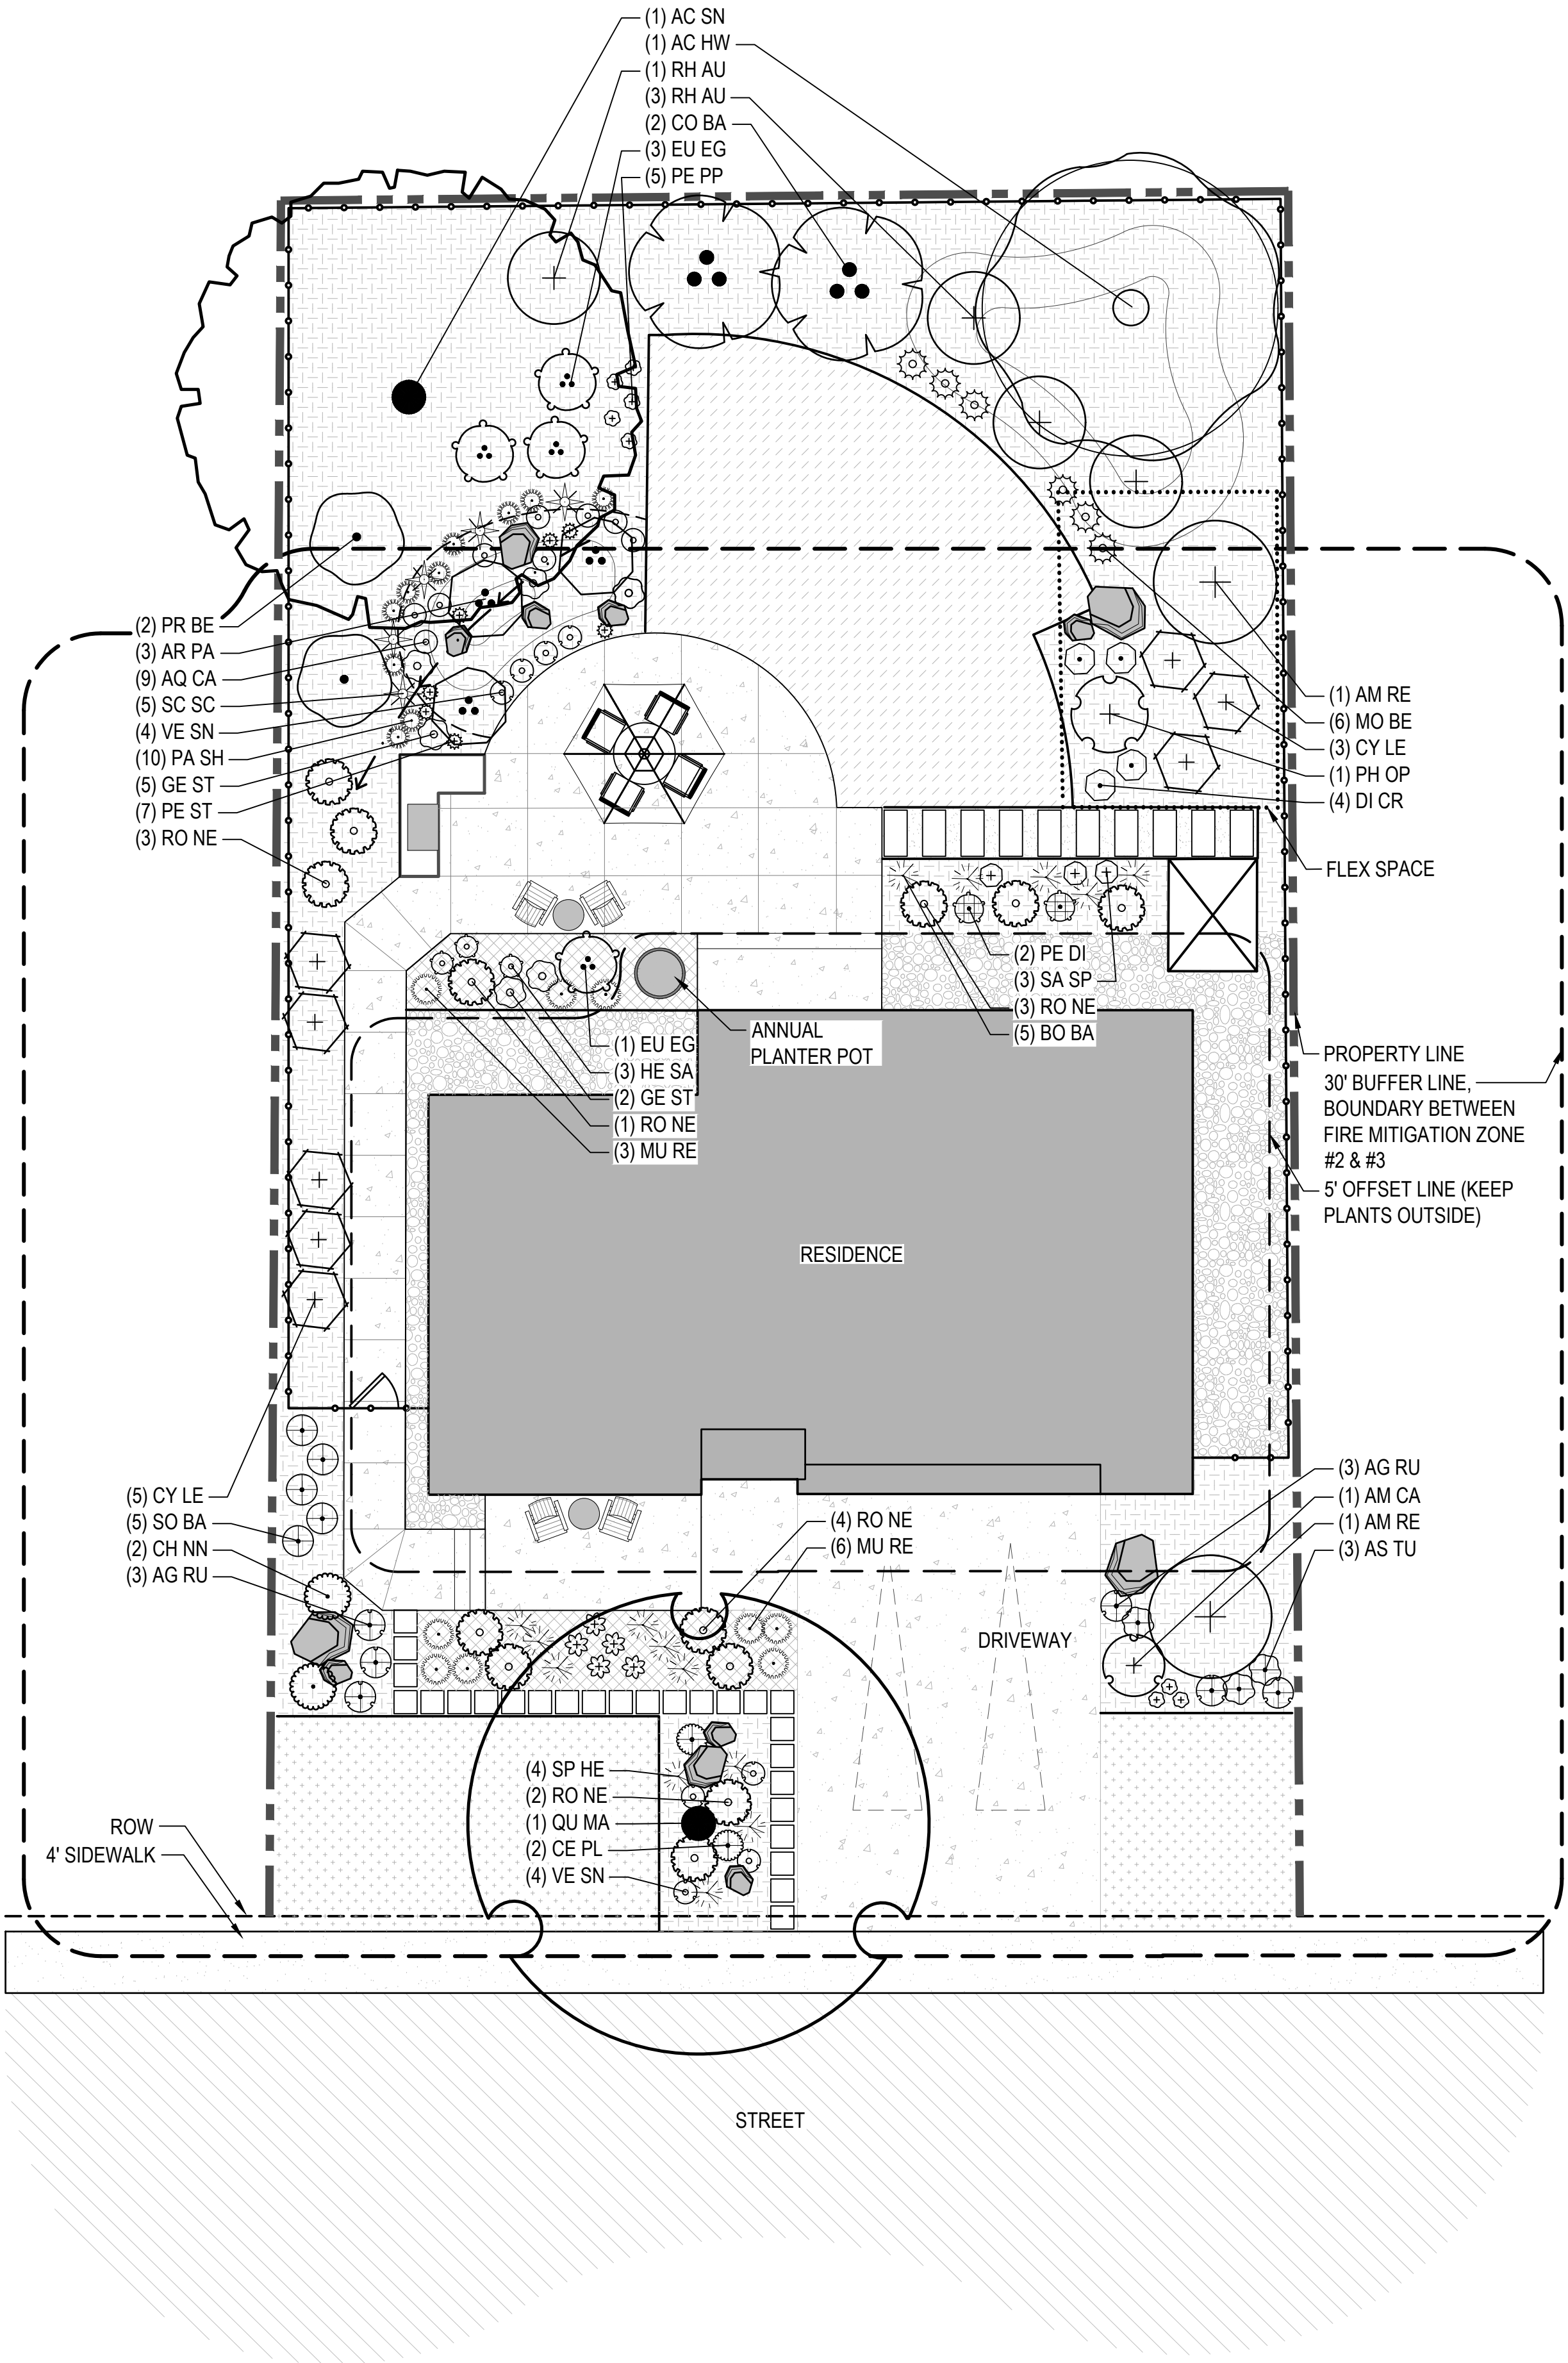 (1) AC SN
(1) AC HW
(1) RH AU
(3) RH AU
(2) CO BA
(3) EU EG
(5) PE PP
(2) PR BE
(3) AR PA
(9) AQ CA
(5) SC SC
(4) VE SN
(10) PA SH
(5) GE ST
(7) PE ST
(3) RO NE
(1) AM RE
(6) MO BE
(3) CY LE
(1) PH OP
(4) DI CR
FLEX SPACE
(2) PE DI
(3) SA SP
(3) RO NE
(5) BO BA
ANNUAL
PLANTER POT
(1) EU EG
(3) HE SA
(2) GE ST
(1) RO NE
(3) MU RE
PROPERTY LINE
30' BUFFER LINE,
BOUNDARY BETWEEN
FIRE MITIGATION ZONE
#2 & #3
5' OFFSET LINE (KEEP
PLANTS OUTSIDE)
RESIDENCE
(5) CY LE
(5) SO BA
(2) CH NN
(3) AG RU
(4) RO NE
(6) MU RE
(3) AG RU
(1) AM CA
(1) AM RE
(3) AS TU
DRIVEWAY
(4) SP HE
(2) RO NE
(1) QU MA
(2) CE PL
(4) VE SN
ROW
4' SIDEWALK
STREET